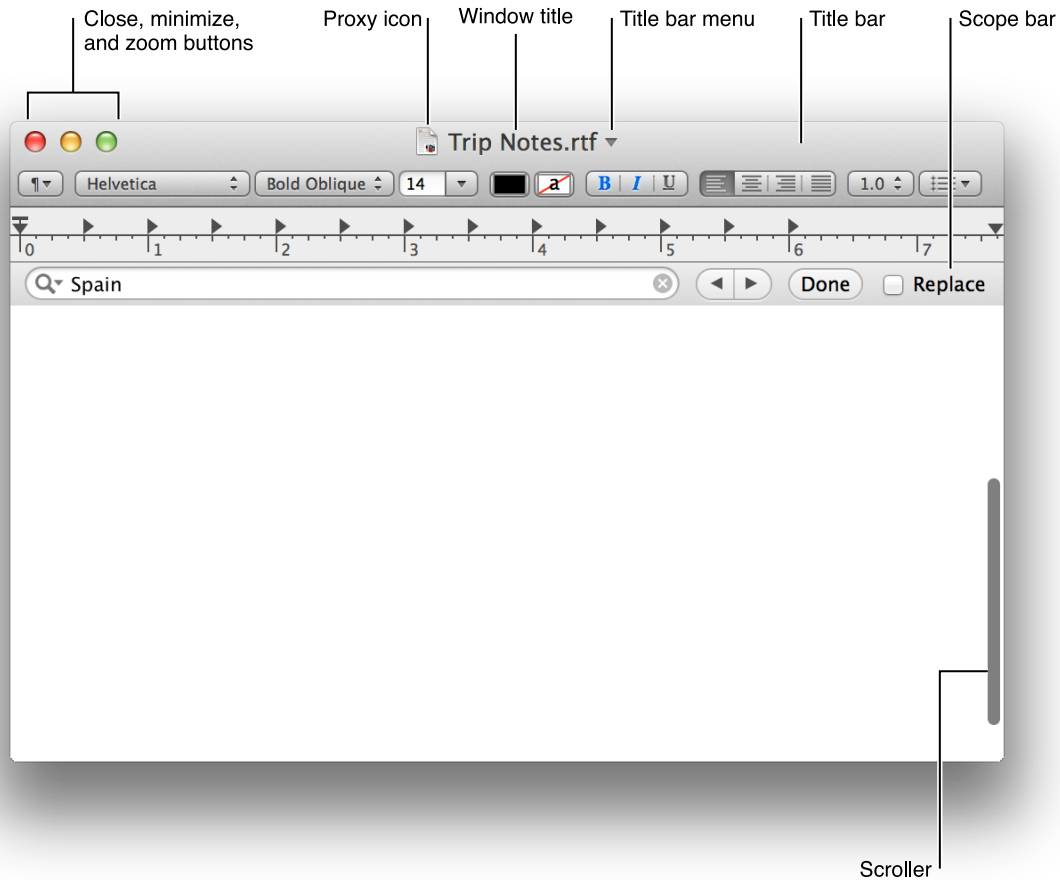 Close, minimize,
and zoom buttons
Proxy icon
Window title
Title bar menu
Title bar
Scope bar
Trip Notes.rtf
¶ Helvetica Bold Oblique 14 a B I U 1.0
0 1 2 3 4 5 6 7
Spain Done Replace
Scroller